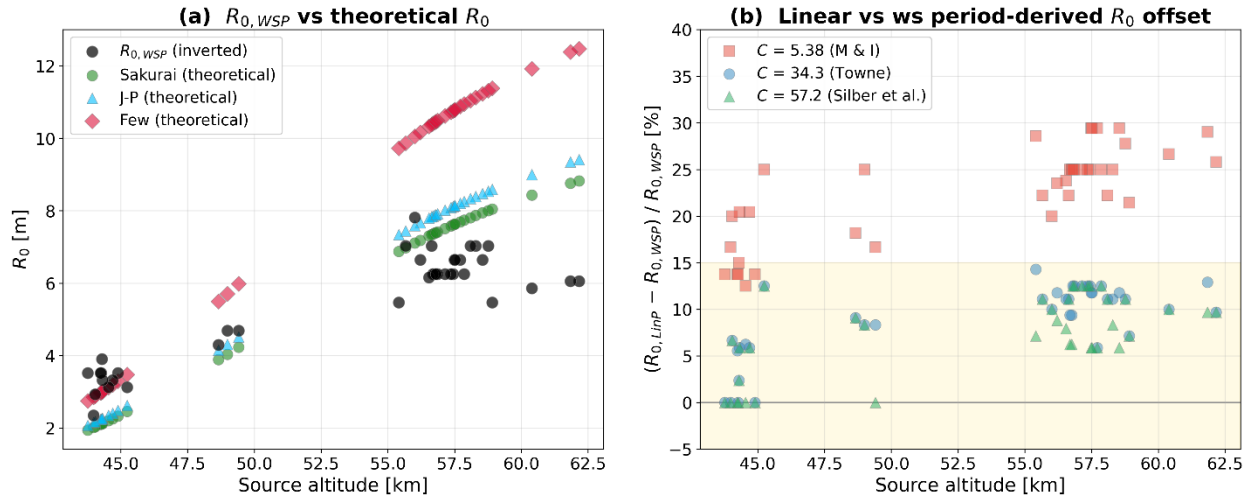 (a) R₀,WSP vs theoretical R₀
R₀,WSP (inverted)
Sakurai (theoretical)
J-P (theoretical)
Few (theoretical)
12
10
8
6
4
2
R₀ [m]
45.0 47.5 50.0 52.5 55.0 57.5 60.0 62.5
Source altitude [km]
(b) Linear vs ws period-derived R₀ offset
C = 5.38 (M & I)
C = 34.3 (Towne)
C = 57.2 (Silber et al.)
40
35
30
25
20
15
10
5
0
−5
(R₀,LinP − R₀,WSP) / R₀,WSP [%]
45.0 47.5 50.0 52.5 55.0 57.5 60.0 62.5
Source altitude [km]